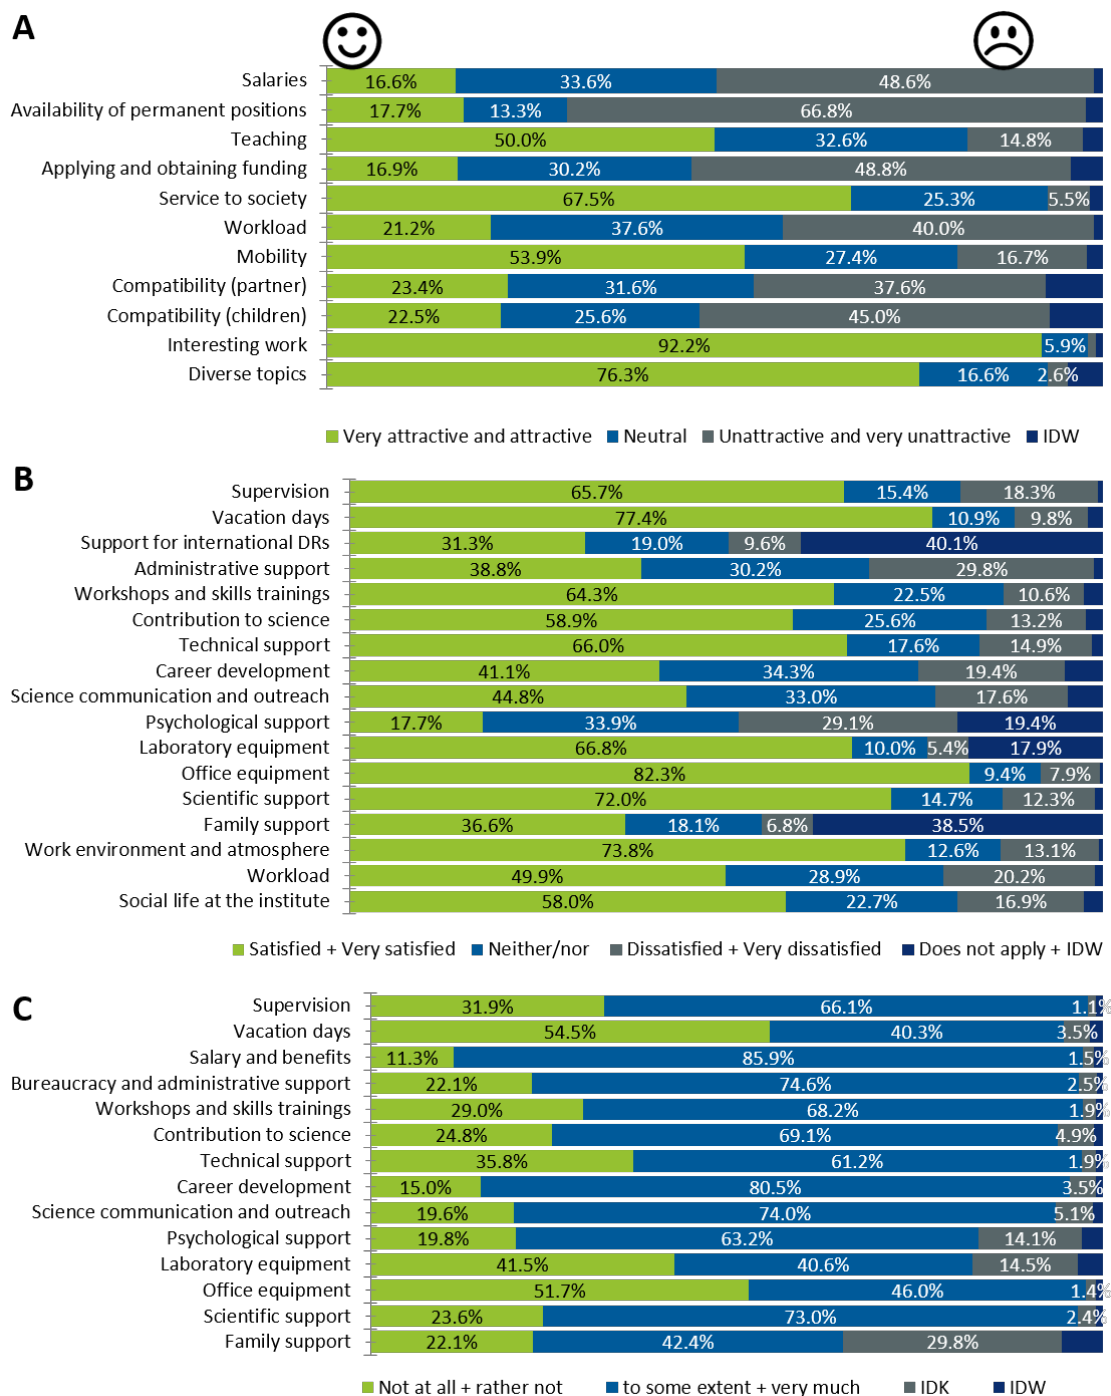 A
Salaries 16.6% 33.6% 48.6%
Availability of permanent positions 17.7% 13.3% 66.8%
Teaching 50.0% 32.6% 14.8%
Applying and obtaining funding 16.9% 30.2% 48.8%
Service to society 67.5% 25.3% 5.5%
Workload 21.2% 37.6% 40.0%
Mobility 53.9% 27.4% 16.7%
Compatibility (partner) 23.4% 31.6% 37.6%
Compatibility (children) 22.5% 25.6% 45.0%
Interesting work 92.2% 5.9%
Diverse topics 76.3% 16.6% 2.6%
Very attractive and attractive Neutral Unattractive and very unattractive IDW
B
Supervision 65.7% 15.4% 18.3%
Vacation days 77.4% 10.9% 9.8%
Support for international DRs 31.3% 19.0% 9.6% 40.1%
Administrative support 38.8% 30.2% 29.8%
Workshops and skills trainings 64.3% 22.5% 10.6%
Contribution to science 58.9% 25.6% 13.2%
Technical support 66.0% 17.6% 14.9%
Career development 41.1% 34.3% 19.4%
Science communication and outreach 44.8% 33.0% 17.6%
Psychological support 17.7% 33.9% 29.1% 19.4%
Laboratory equipment 66.8% 10.0% 5.4% 17.9%
Office equipment 82.3% 9.4% 7.9%
Scientific support 72.0% 14.7% 12.3%
Family support 36.6% 18.1% 6.8% 38.5%
Work environment and atmosphere 73.8% 12.6% 13.1%
Workload 49.9% 28.9% 20.2%
Social life at the institute 58.0% 22.7% 16.9%
Satisfied + Very satisfied Neither/nor Dissatisfied + Very dissatisfied Does not apply + IDW
C
Supervision 31.9% 66.1% 1.1%
Vacation days 54.5% 40.3% 3.5%
Salary and benefits 11.3% 85.9% 1.5%
Bureaucracy and administrative support 22.1% 74.6% 2.5%
Workshops and skills trainings 29.0% 68.2% 1.9%
Contribution to science 24.8% 69.1% 4.9%
Technical support 35.8% 61.2% 1.9%
Career development 15.0% 80.5% 3.5%
Science communication and outreach 19.6% 74.0% 5.1%
Psychological support 19.8% 63.2% 14.1%
Laboratory equipment 41.5% 40.6% 14.5%
Office equipment 51.7% 46.0% 1.4%
Scientific support 23.6% 73.0% 2.4%
Family support 22.1% 42.4% 29.8%
Not at all + rather not to some extent + very much IDK IDW